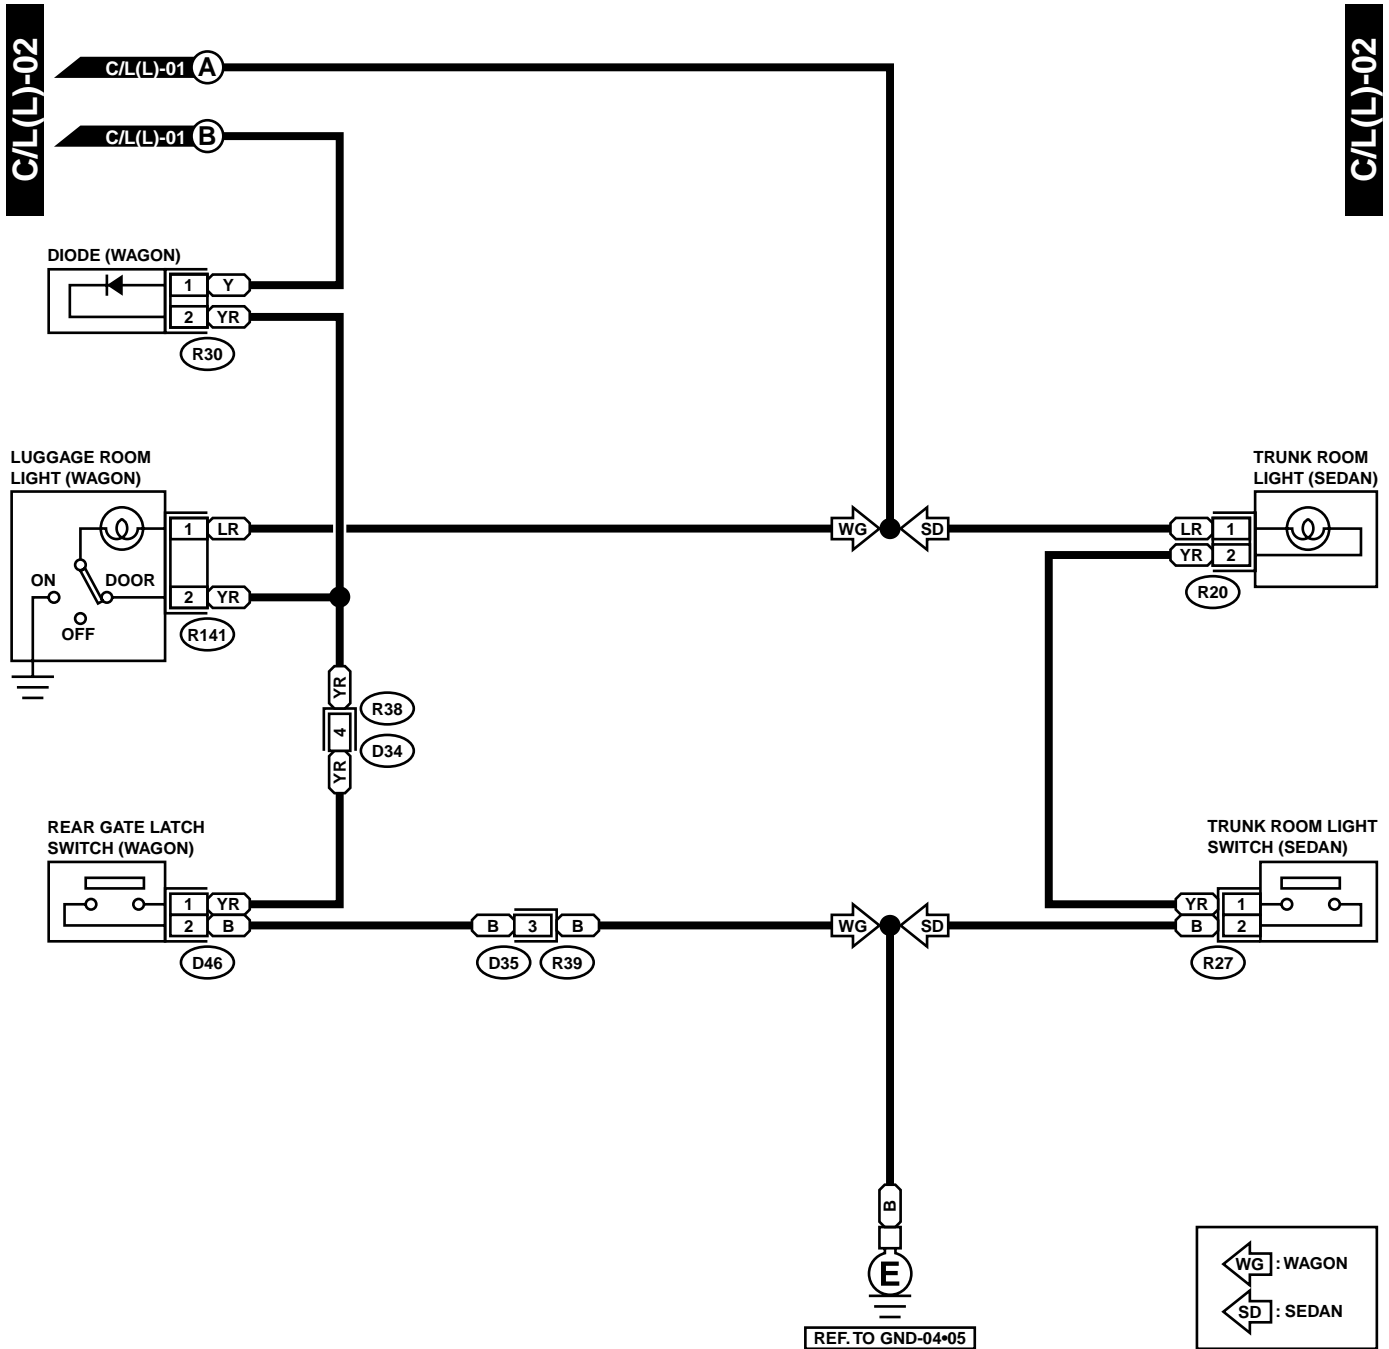 C/L(L)-02
C/L(L)-02
C/L(L)-01 A
C/L(L)-01 B
DIODE (WAGON)
1 Y
2 YR
R30
LUGGAGE ROOM
LIGHT (WAGON)
TRUNK ROOM
LIGHT (SEDAN)
1 LR
WG
SD
LR 1
YR 2
ON
DOOR
OFF
2 YR
R141
R20
YR
R38
4
D34
YR
REAR GATE LATCH
SWITCH (WAGON)
TRUNK ROOM LIGHT
SWITCH (SEDAN)
1 YR
2 B
D46
B 3 B
D35
R39
WG
SD
YR 1
B 2
R27
B
E
REF. TO GND-04•05
WG : WAGON
SD : SEDAN